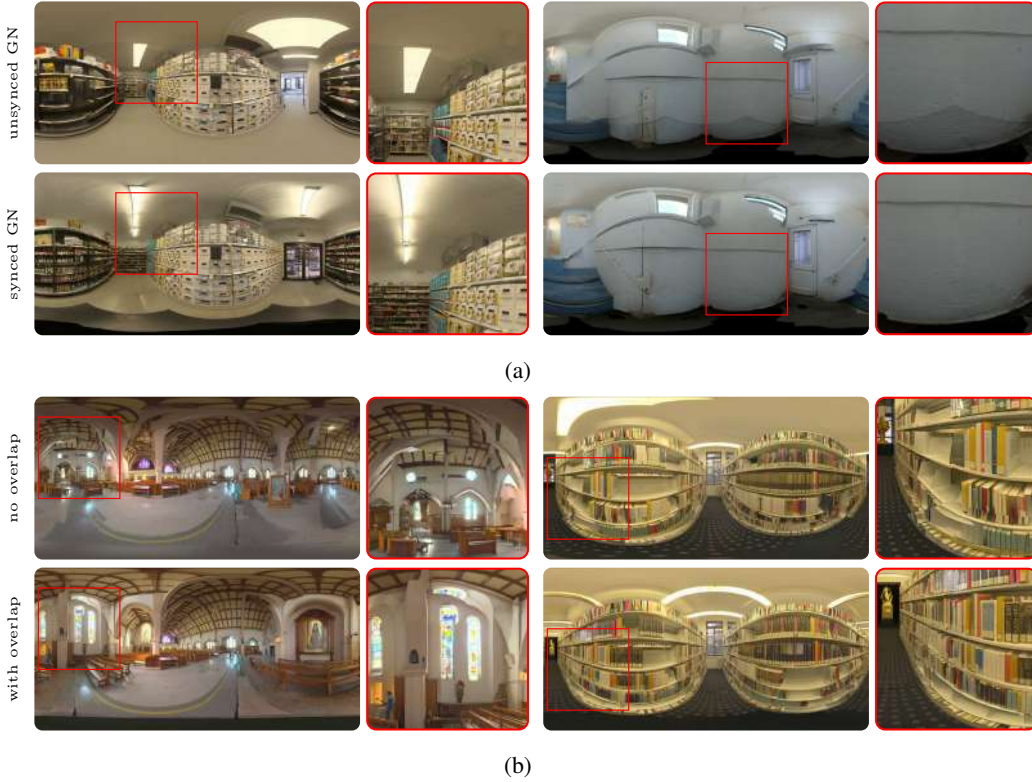 unsynced GN
synced GN
(a)
no overlap
with overlap
(b)